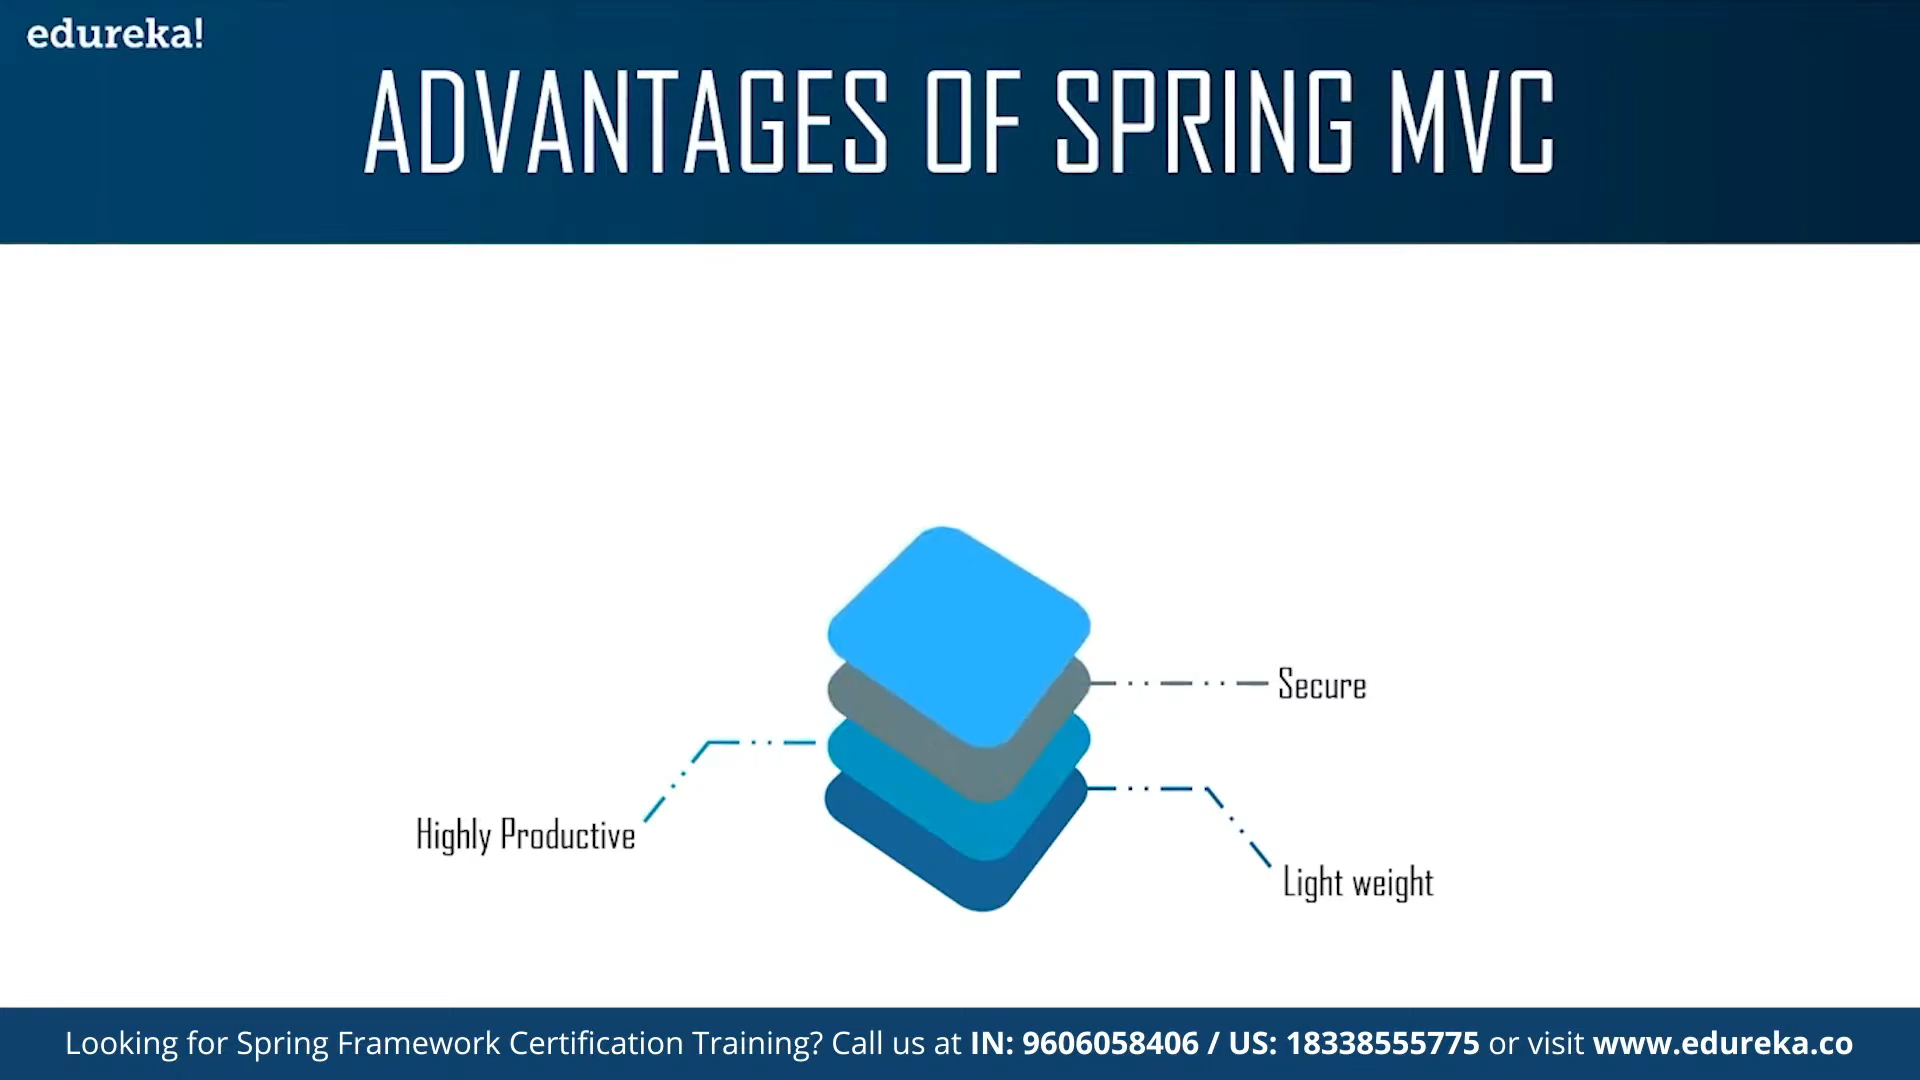 edureka!
ADVANTAGES OF SPRING MVC
Secure
Highly Productive
Light weight
Looking for Spring Framework Certification Training? Call us at IN: 9606058406 / US: 18338555775 or visit www.edureka.co